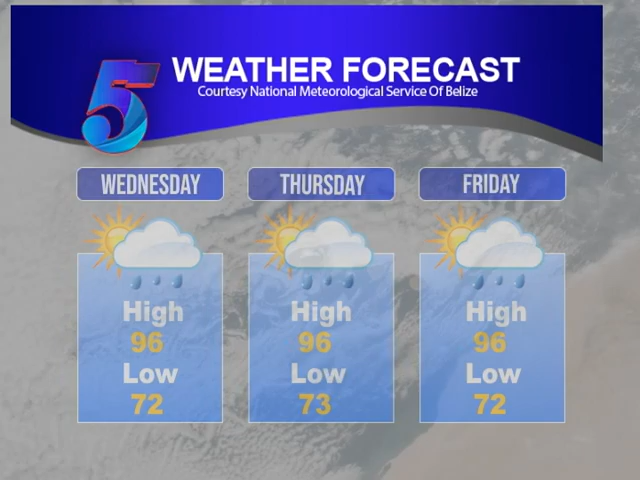 5
WEATHER FORECAST
Courtesy National Meteorological Service Of Belize
WEDNESDAY
High
96
Low
72
THURSDAY
High
96
Low
73
FRIDAY
High
96
Low
72